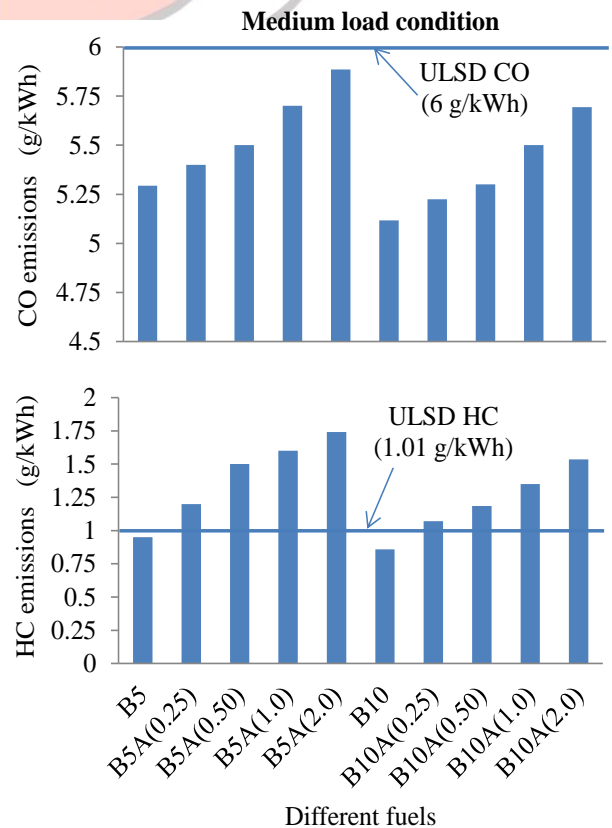 Medium load condition
CO emissions (g/kWh)
6
5.75
5.5
5.25
5
4.75
4.5
ULSD CO
(6 g/kWh)
HC emissions (g/kWh)
2
1.75
1.5
1.25
1
0.75
0.5
0.25
0
ULSD HC
(1.01 g/kWh)
B5
B5A(0.25)
B5A(0.50)
B5A(1.0)
B5A(2.0)
B10
B10A(0.25)
B10A(0.50)
B10A(1.0)
B10A(2.0)
Different fuels